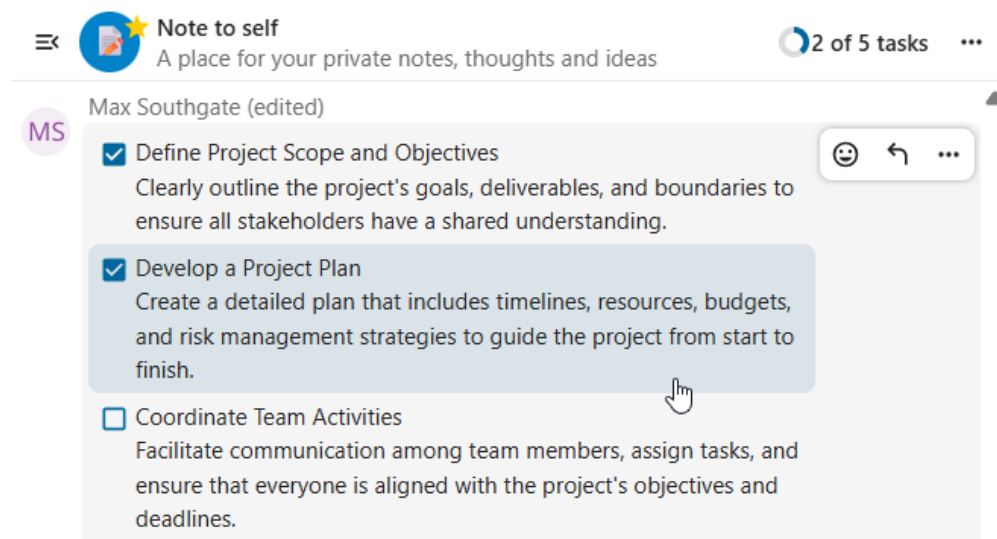 Note to self
A place for your private notes, thoughts and ideas
2 of 5 tasks
Max Southgate (edited)
MS
Define Project Scope and Objectives
Clearly outline the project's goals, deliverables, and boundaries to
ensure all stakeholders have a shared understanding.
Develop a Project Plan
Create a detailed plan that includes timelines, resources, budgets,
and risk management strategies to guide the project from start to
finish.
Coordinate Team Activities
Facilitate communication among team members, assign tasks, and
ensure that everyone is aligned with the project's objectives and
deadlines.